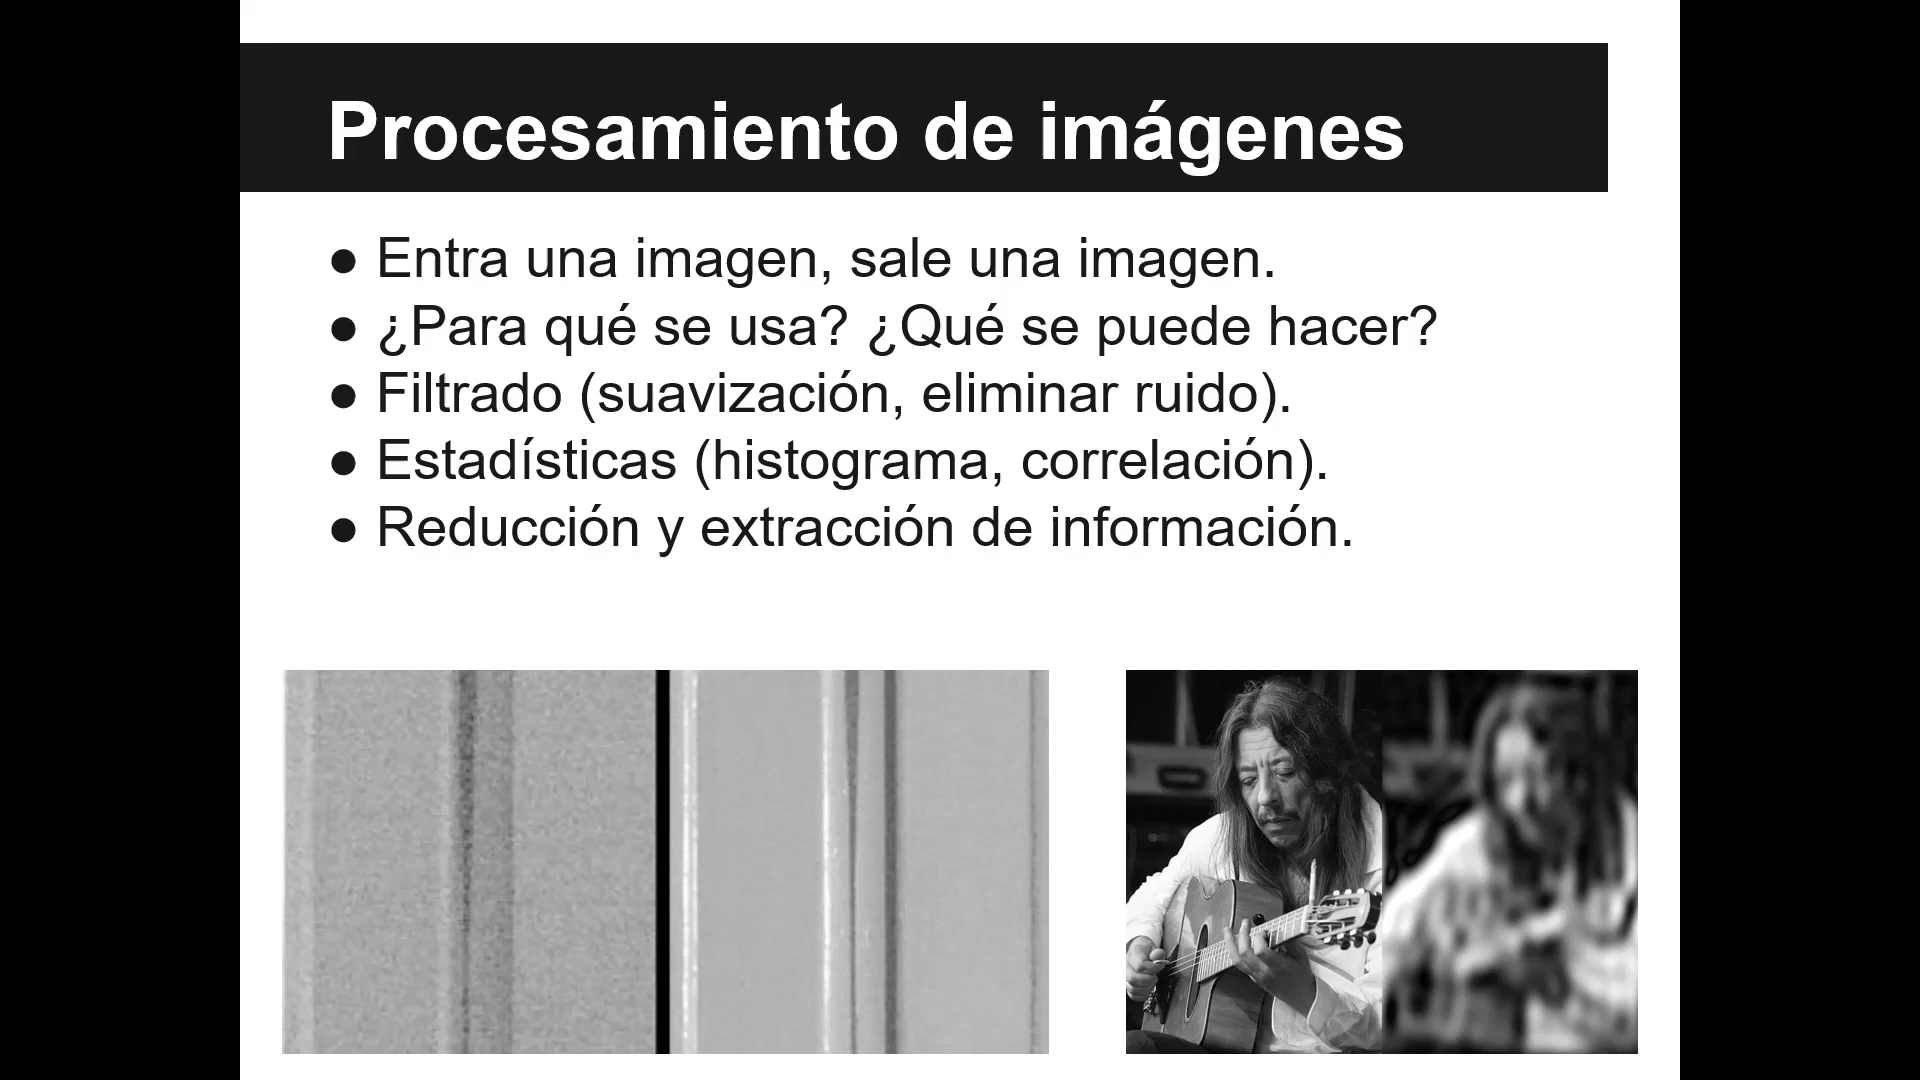 Procesamiento de imágenes
● Entra una imagen, sale una imagen.
● ¿Para qué se usa? ¿Qué se puede hacer?
● Filtrado (suavización, eliminar ruido).
● Estadísticas (histograma, correlación).
● Reducción y extracción de información.